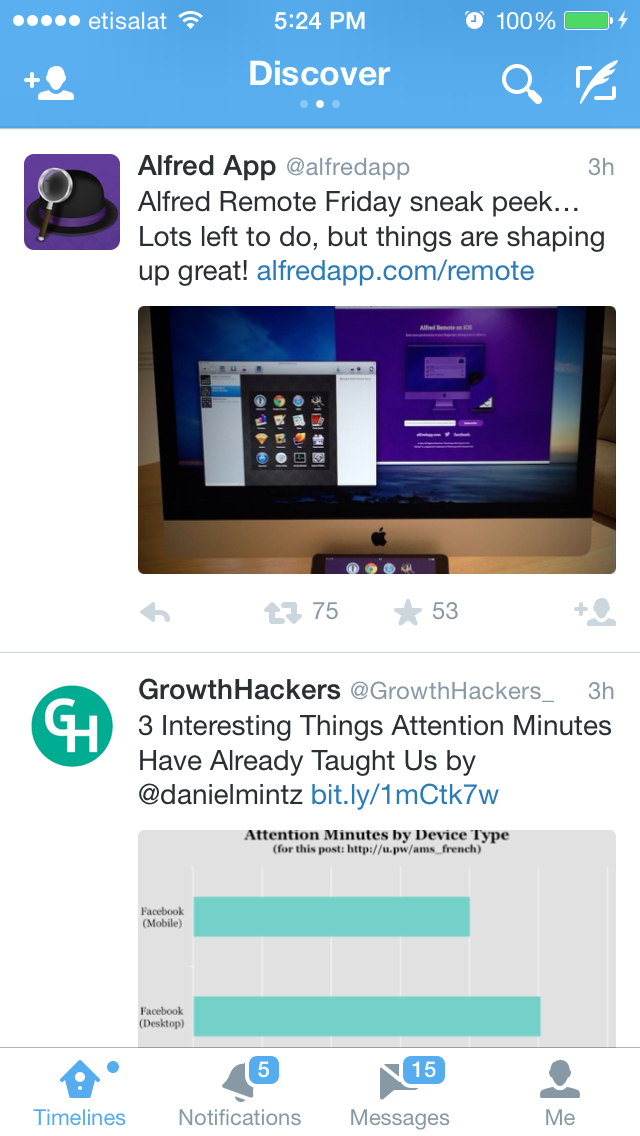 etisalat 5:24 PM 100%
Discover
Alfred App @alfredapp 3h
Alfred Remote Friday sneak peek…
Lots left to do, but things are shaping
up great! alfredapp.com/remote
Alfred Remote on iOS
75 53
GH
GrowthHackers @GrowthHackers_ 3h
3 Interesting Things Attention Minutes
Have Already Taught Us by
@danielmintz bit.ly/1mCtk7w
Attention Minutes by Device Type
(for this post: http://u.pw/ams_french)
Facebook
(Mobile)
Facebook
(Desktop)
5 15
Timelines Notifications Messages Me